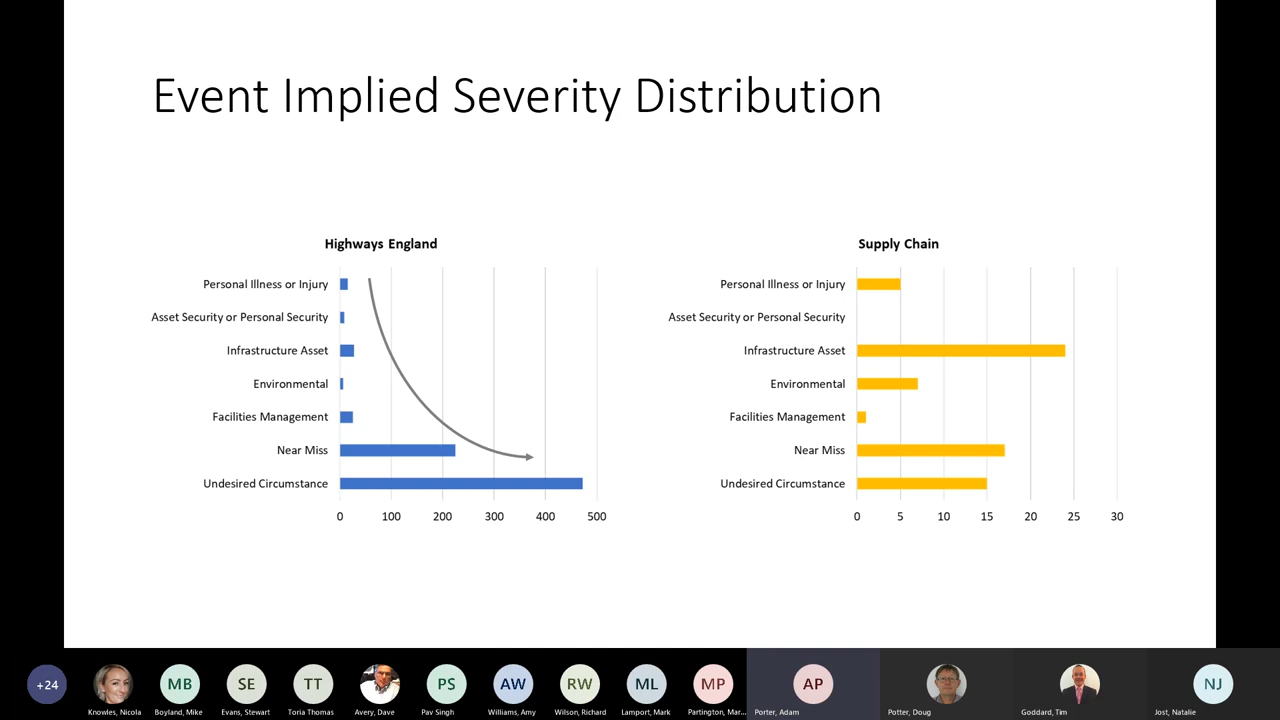 Event Implied Severity Distribution
Highways England
Personal Illness or Injury
Asset Security or Personal Security
Infrastructure Asset
Environmental
Facilities Management
Near Miss
Undesired Circumstance
0 100 200 300 400 500
Supply Chain
Personal Illness or Injury
Asset Security or Personal Security
Infrastructure Asset
Environmental
Facilities Management
Near Miss
Undesired Circumstance
0 5 10 15 20 25 30
+24 MB SE TT PS AW RW ML MP AP NJ
Knowles, Nicola Boyland, Mike Evans, Stewart Toria Thomas Avery, Dave Pav Singh Williams, Amy Wilson, Richard Lamport, Mark Partington, Mar... Porter, Adam Potter, Doug Goddard, Tim Jost, Natalie